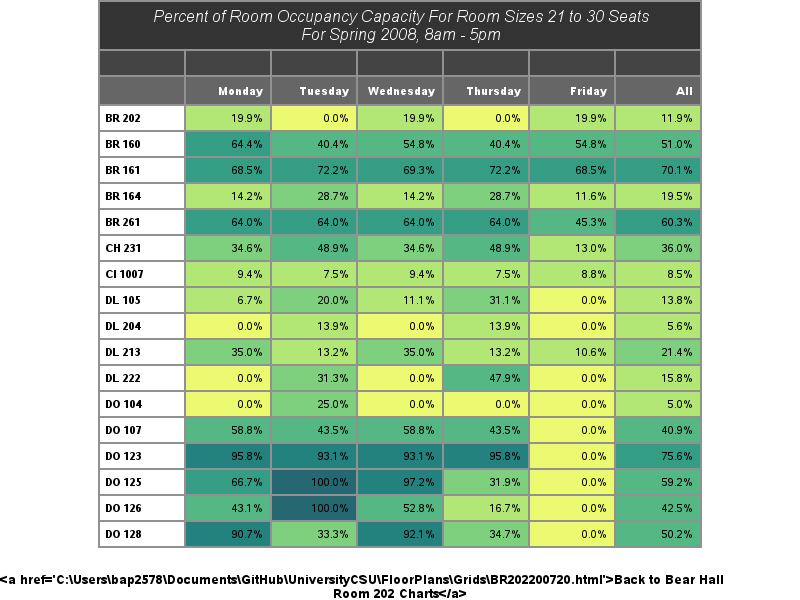 Percent of Room Occupancy Capacity For Room Sizes 21 to 30 Seats
For Spring 2008, 8am - 5pm
Monday Tuesday Wednesday Thursday Friday All
BR 202 19.9% 0.0% 19.9% 0.0% 19.9% 11.9%
BR 160 64.4% 40.4% 54.8% 40.4% 54.8% 51.0%
BR 161 68.5% 72.2% 69.3% 72.2% 68.5% 70.1%
BR 164 14.2% 28.7% 14.2% 28.7% 11.6% 19.5%
BR 261 64.0% 64.0% 64.0% 64.0% 45.3% 60.3%
CH 231 34.6% 48.9% 34.6% 48.9% 13.0% 36.0%
CI 1007 9.4% 7.5% 9.4% 7.5% 8.8% 8.5%
DL 105 6.7% 20.0% 11.1% 31.1% 0.0% 13.8%
DL 204 0.0% 13.9% 0.0% 13.9% 0.0% 5.6%
DL 213 35.0% 13.2% 35.0% 13.2% 10.6% 21.4%
DL 222 0.0% 31.3% 0.0% 47.9% 0.0% 15.8%
DO 104 0.0% 25.0% 0.0% 0.0% 0.0% 5.0%
DO 107 58.8% 43.5% 58.8% 43.5% 0.0% 40.9%
DO 123 95.8% 93.1% 93.1% 95.8% 0.0% 75.6%
DO 125 66.7% 100.0% 97.2% 31.9% 0.0% 59.2%
DO 126 43.1% 100.0% 52.8% 16.7% 0.0% 42.5%
DO 128 90.7% 33.3% 92.1% 34.7% 0.0% 50.2%
<a href='C:\Users\bap2578\Documents\GitHub\UniversityCSU\FloorPlans\Grids\BR202200720.html'>Back to Bear Hall
Room 202 Charts</a>